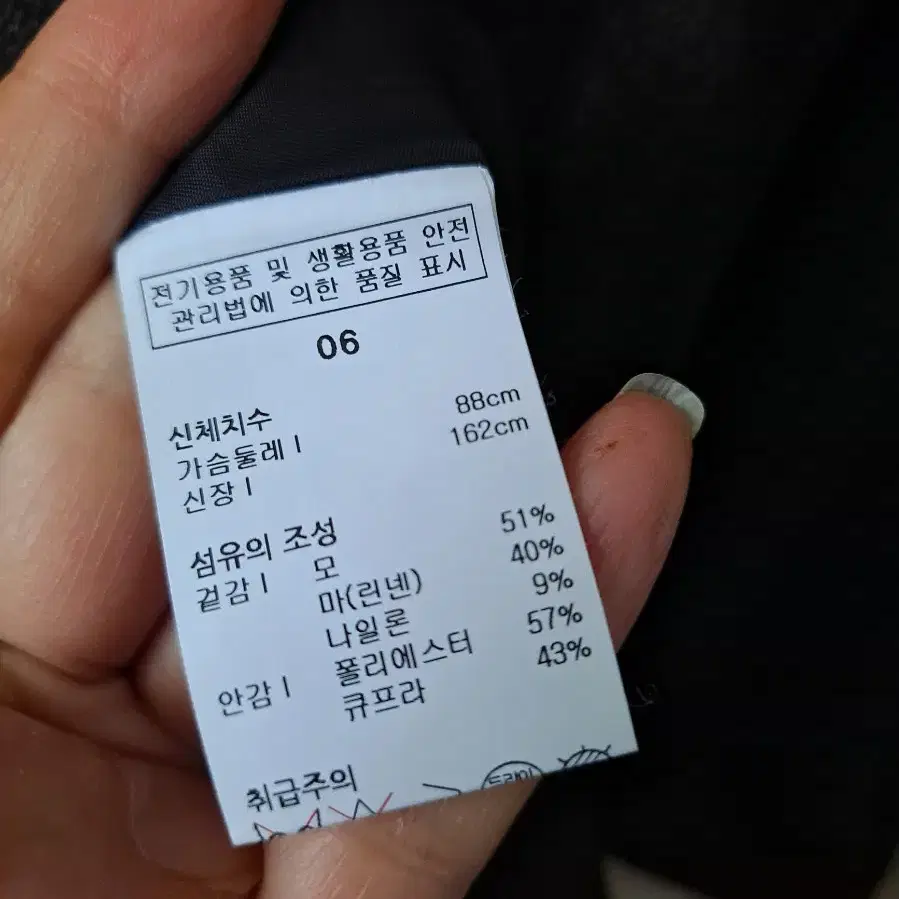 전기용품 및 생활용품 안전
관리법에 의한 품질 표시
06
신체치수
가슴둘레 | 88cm
신장 | 162cm
섬유의 조성
겉감 | 모 51%
마(린넨) 40%
나일론 9%
안감 | 폴리에스터 57%
큐프라 43%
취급주의
드라이